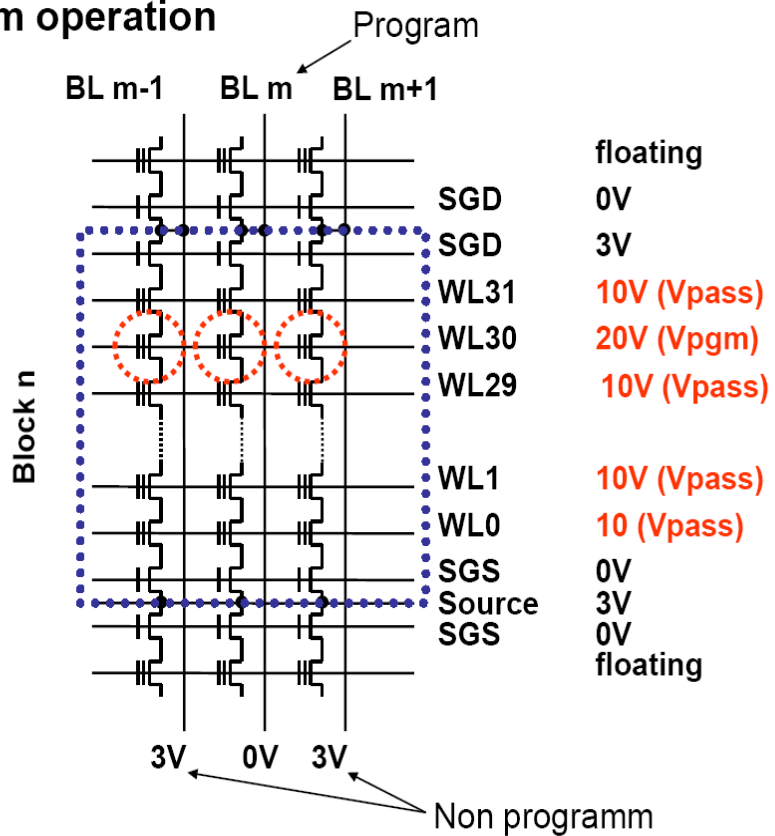 m operation
Program
BL m-1 BL m BL m+1
floating
SGD 0V
SGD 3V
WL31 10V (Vpass)
WL30 20V (Vpgm)
WL29 10V (Vpass)
Block n
WL1 10V (Vpass)
WL0 10 (Vpass)
SGS 0V
Source 3V
SGS 0V
floating
3V 0V 3V
Non programm